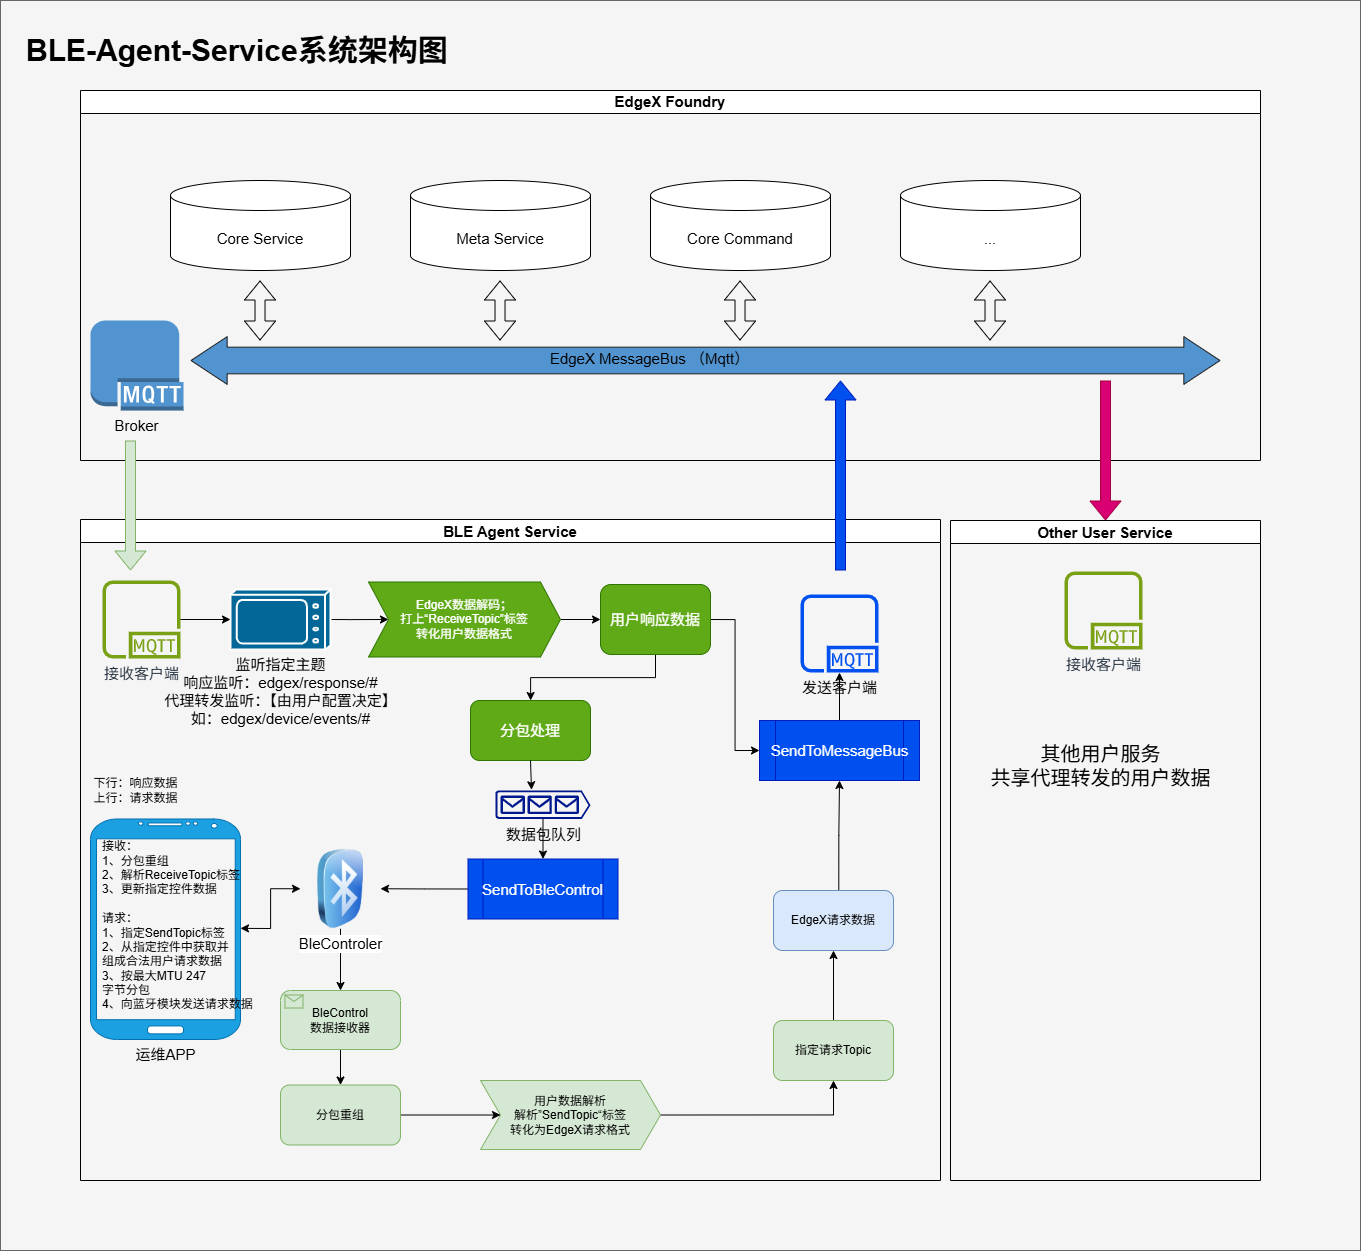 BLE-Agent-Service系统架构图
EdgeX Foundry
Core Service
Meta Service
Core Command
...
EdgeX MessageBus （Mqtt）
MQTT
Broker
BLE Agent Service
Other User Service
MQTT
接收客户端
监听指定主题
响应监听：edgex/response/#
代理转发监听：【由用户配置决定】
如：edgex/device/events/#
EdgeX数据解码；
打上“ReceiveTopic”标签
转化用户数据格式
用户响应数据
MQTT
发送客户端
MQTT
接收客户端
分包处理
SendToMessageBus
其他用户服务
共享代理转发的用户数据
下行：响应数据
上行：请求数据
数据包队列
接收：
1、分包重组
2、解析ReceiveTopic标签
3、更新指定控件数据
请求：
1、指定SendTopic标签
2、从指定控件中获取并
组成合法用户请求数据
3、按最大MTU 247
字节分包
4、向蓝牙模块发送请求数据
运维APP
BleControler
SendToBleControl
EdgeX请求数据
BleControl
数据接收器
指定请求Topic
分包重组
用户数据解析
解析”SendTopic“标签
转化为EdgeX请求格式